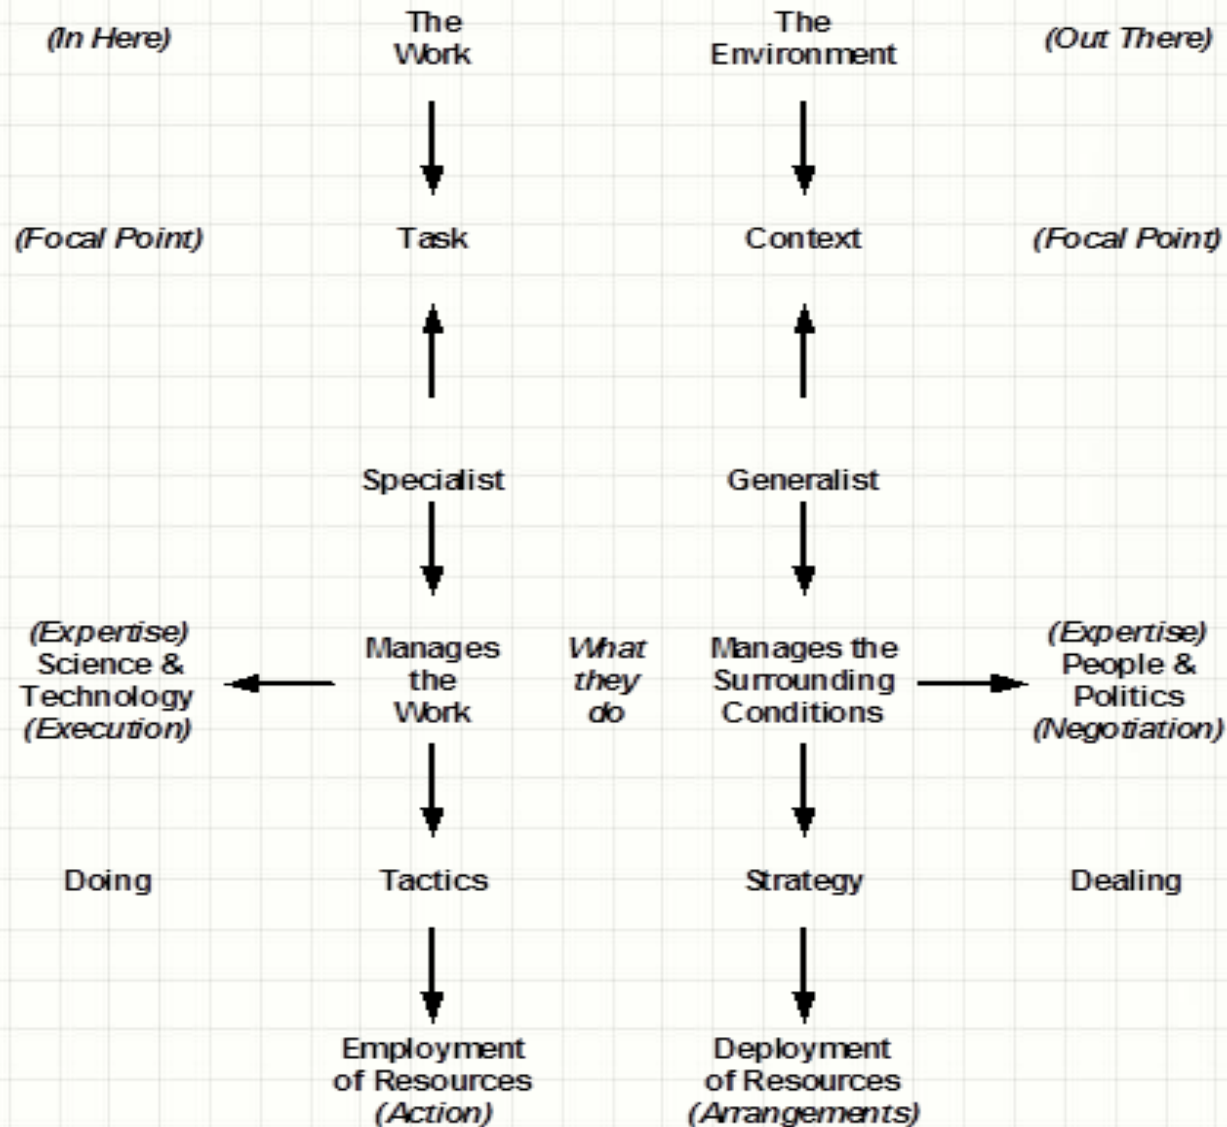 (In Here)
The
Work
The
Environment
(Out There)
(Focal Point)
Task
Context
(Focal Point)
Specialist
Generalist
(Expertise)
Science &
Technology
(Execution)
Manages
the
Work
What
they
do
Manages the
Surrounding
Conditions
(Expertise)
People &
Politics
(Negotiation)
Doing
Tactics
Strategy
Dealing
Employment
of Resources
(Action)
Deployment
of Resources
(Arrangements)